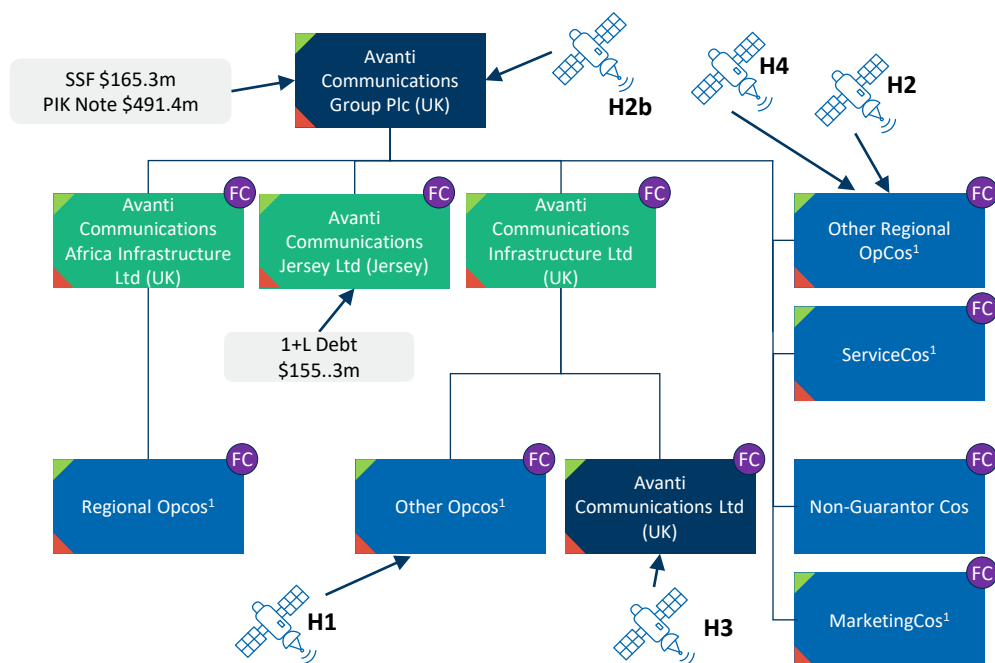 Avanti
Communications
Group Plc (UK)
SSF $165.3m
PIK Note $491.4m
H2b
H4
H2
FC
Avanti
Communications
Africa Infrastructure
Ltd (UK)
FC
Avanti
Communications
Jersey Ltd (Jersey)
FC
Avanti
Communications
Infrastructure Ltd
(UK)
FC
Other Regional
OpCos¹
1+L Debt
$155..3m
FC
ServiceCos¹
FC
Regional Opcos¹
FC
Other Opcos¹
FC
Avanti
Communications Ltd
(UK)
FC
Non-Guarantor Cos
FC
MarketingCos¹
H1
H3